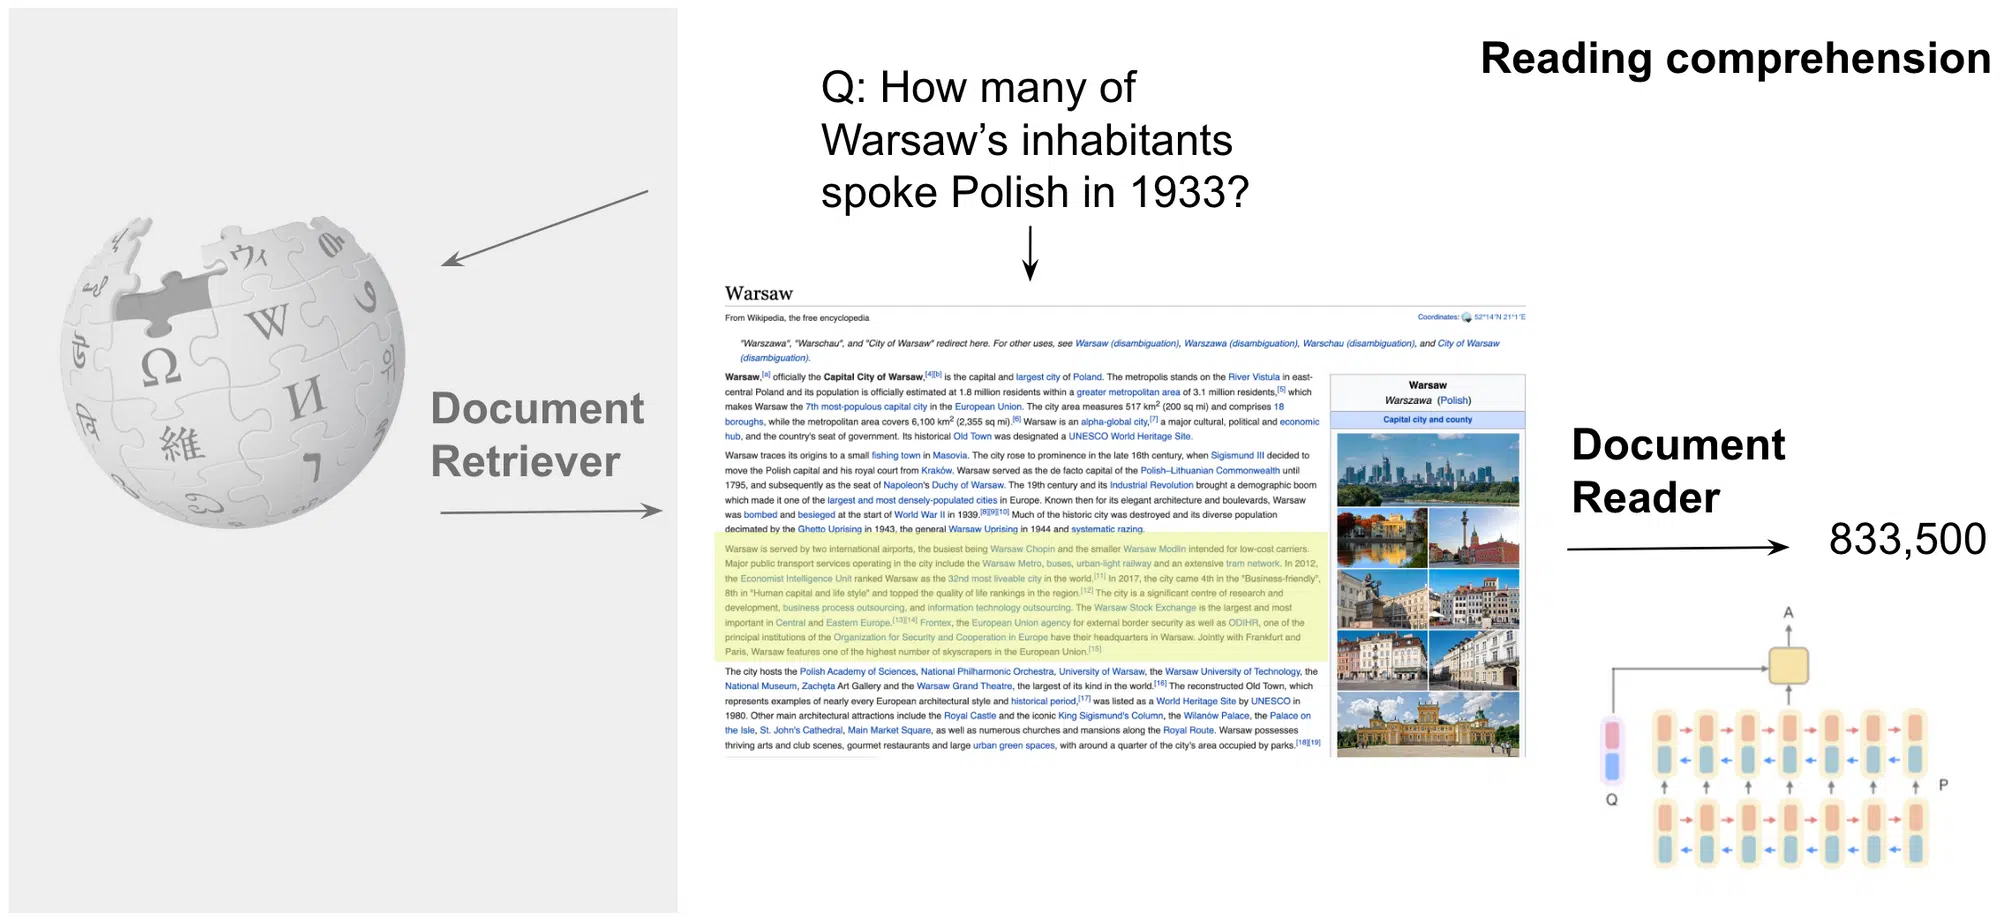 Reading comprehension
Q: How many of
Warsaw’s inhabitants
spoke Polish in 1933?
Ω
W
И
維
ウィ
위
Document
Retriever
Warsaw
From Wikipedia, the free encyclopedia
Coordinates: 52°14′N 21°1′E
"Warszawa", "Warschau", and "City of Warsaw" redirect here. For other uses, see Warsaw (disambiguation), Warszawa (disambiguation), Warschau (disambiguation), and City of Warsaw
(disambiguation).
Warsaw,[a] officially the Capital City of Warsaw,[4][b] is the capital and largest city of Poland. The metropolis stands on the River Vistula in east-
central Poland and its population is officially estimated at 1.8 million residents within a greater metropolitan area of 3.1 million residents,[5] which
makes Warsaw the 7th most-populous capital city in the European Union. The city area measures 517 km2 (200 sq mi) and comprises 18
boroughs, while the metropolitan area covers 6,100 km2 (2,355 sq mi).[6] Warsaw is an alpha-global city,[7] a major cultural, political and economic
hub, and the country's seat of government. Its historical Old Town was designated a UNESCO World Heritage Site.
Warsaw traces its origins to a small fishing town in Masovia. The city rose to prominence in the late 16th century, when Sigismund III decided to
move the Polish capital and his royal court from Kraków. Warsaw served as the de facto capital of the Polish–Lithuanian Commonwealth until
1795, and subsequently as the seat of Napoleon's Duchy of Warsaw. The 19th century and its Industrial Revolution brought a demographic boom
which made it one of the largest and most densely-populated cities in Europe. Known then for its elegant architecture and boulevards, Warsaw
was bombed and besieged at the start of World War II in 1939.[8][9][10] Much of the historic city was destroyed and its diverse population
decimated by the Ghetto Uprising in 1943, the general Warsaw Uprising in 1944 and systematic razing.
Warsaw is served by two international airports, the busiest being Warsaw Chopin and the smaller Warsaw Modlin intended for low-cost carriers.
Major public transport services operating in the city include the Warsaw Metro, buses, urban-light railway and an extensive tram network. In 2012,
the Economist Intelligence Unit ranked Warsaw as the 32nd most liveable city in the world.[11] In 2017, the city came 4th in the "Business-friendly",
8th in "Human capital and life style" and topped the quality of life rankings in the region.[12] The city is a significant centre of research and
development, business process outsourcing, and information technology outsourcing. The Warsaw Stock Exchange is the largest and most
important in Central and Eastern Europe.[13][14] Frontex, the European Union agency for external border security as well as ODIHR, one of the
principal institutions of the Organization for Security and Cooperation in Europe have their headquarters in Warsaw. Jointly with Frankfurt and
Paris, Warsaw features one of the highest number of skyscrapers in the European Union.[15]
The city hosts the Polish Academy of Sciences, National Philharmonic Orchestra, University of Warsaw, the Warsaw University of Technology, the
National Museum, Zachęta Art Gallery and the Warsaw Grand Theatre, the largest of its kind in the world.[16] The reconstructed Old Town, which
represents examples of nearly every European architectural style and historical period,[17] was listed as a World Heritage Site by UNESCO in
1980. Other main architectural attractions include the Royal Castle and the iconic King Sigismund's Column, the Wilanów Palace, the Palace on
the Isle, St. John's Cathedral, Main Market Square, as well as numerous churches and mansions along the Royal Route. Warsaw possesses
thriving arts and club scenes, gourmet restaurants and large urban green spaces, with around a quarter of the city's area occupied by parks.[18][19]
Warsaw
Warszawa (Polish)
Capital city and county
Document
Reader
833,500
A
Q
P